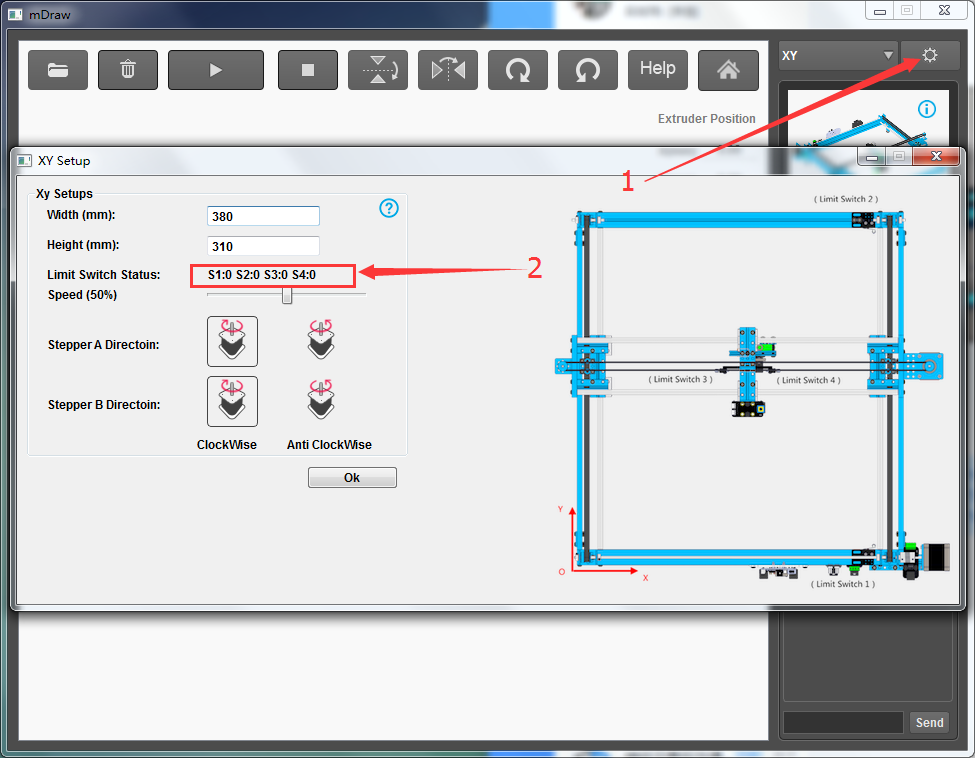 mDraw
Help
XY
Extruder Position
1
XY Setup
Xy Setups
Width (mm): 380
Height (mm): 310
Limit Switch Status: S1:0 S2:0 S3:0 S4:0
2
Speed (50%)
Stepper A Directoin:
Stepper B Directoin:
ClockWise Anti ClockWise
Ok
( Limit Switch 2 )
( Limit Switch 3 ) ( Limit Switch 4 )
Y
O X
( Limit Switch 1 )
Send